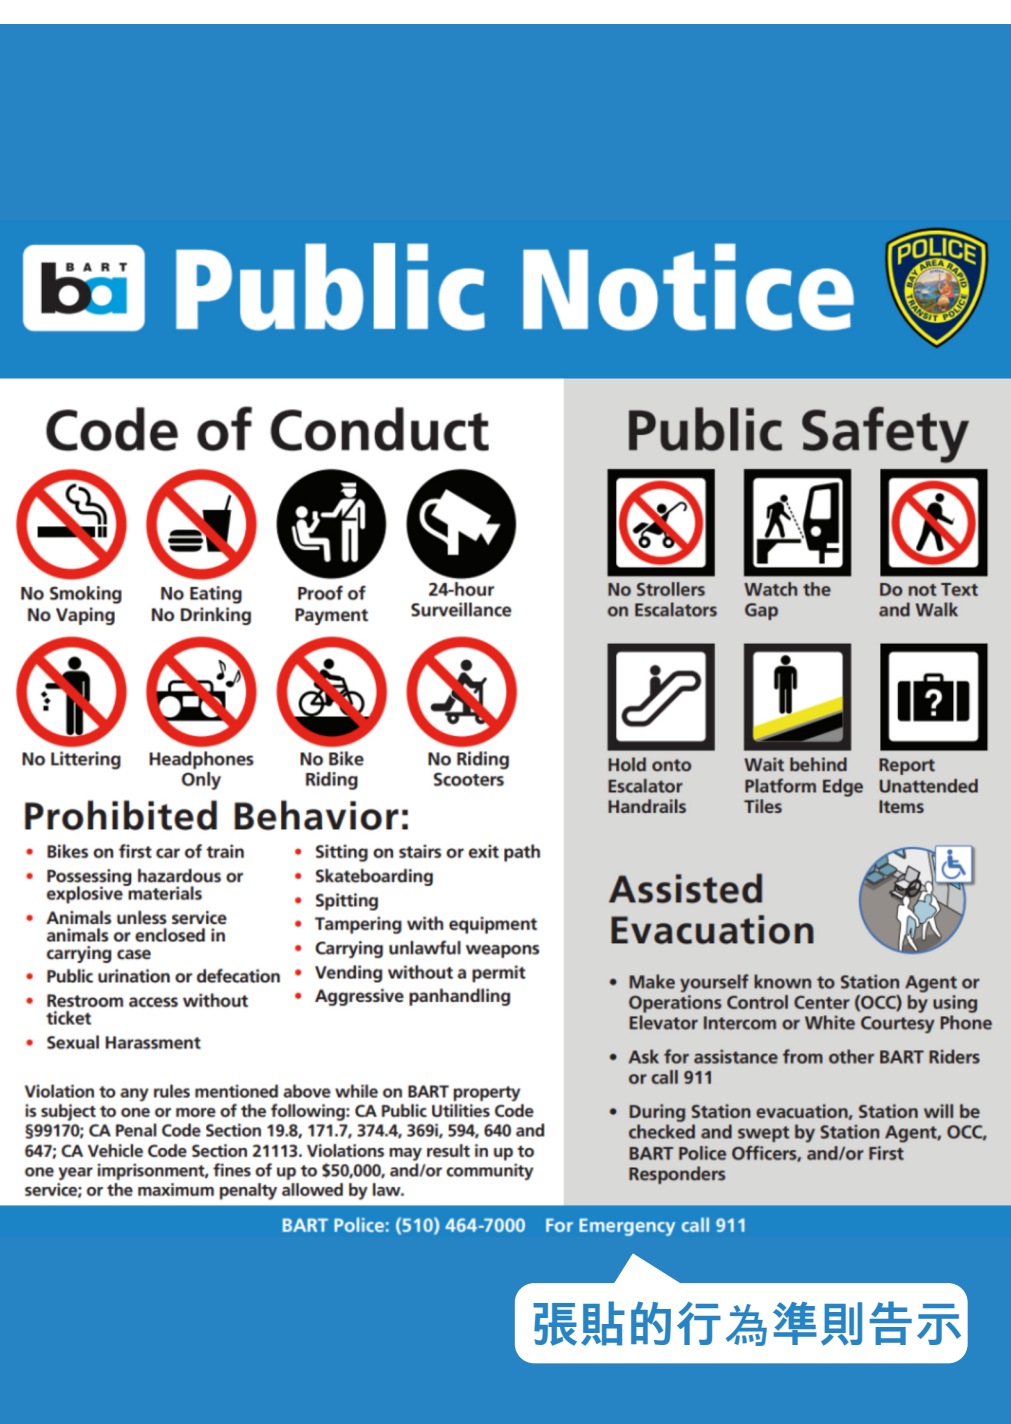 BART
ba
Public Notice
POLICE
BAY AREA RAPID
TRANSIT POLICE
Code of Conduct
No Smoking
No Vaping
No Eating
No Drinking
Proof of
Payment
24-hour
Surveillance
No Littering
Headphones
Only
No Bike
Riding
No Riding
Scooters
Prohibited Behavior:
• Bikes on first car of train
• Possessing hazardous or
explosive materials
• Animals unless service
animals or enclosed in
carrying case
• Public urination or defecation
• Restroom access without
ticket
• Sexual Harassment
• Sitting on stairs or exit path
• Skateboarding
• Spitting
• Tampering with equipment
• Carrying unlawful weapons
• Vending without a permit
• Aggressive panhandling
Violation to any rules mentioned above while on BART property
is subject to one or more of the following: CA Public Utilities Code
§99170; CA Penal Code Section 19.8, 171.7, 374.4, 369i, 594, 640 and
647; CA Vehicle Code Section 21113. Violations may result in up to
one year imprisonment, fines of up to $50,000, and/or community
service; or the maximum penalty allowed by law.
Public Safety
No Strollers
on Escalators
Watch the
Gap
Do not Text
and Walk
Hold onto
Escalator
Handrails
Wait behind
Platform Edge
Tiles
?
Report
Unattended
Items
Assisted
Evacuation
• Make yourself known to Station Agent or
Operations Control Center (OCC) by using
Elevator Intercom or White Courtesy Phone
• Ask for assistance from other BART Riders
or call 911
• During Station evacuation, Station will be
checked and swept by Station Agent, OCC,
BART Police Officers, and/or First
Responders
BART Police: (510) 464-7000 For Emergency call 911
張貼的行為準則告示